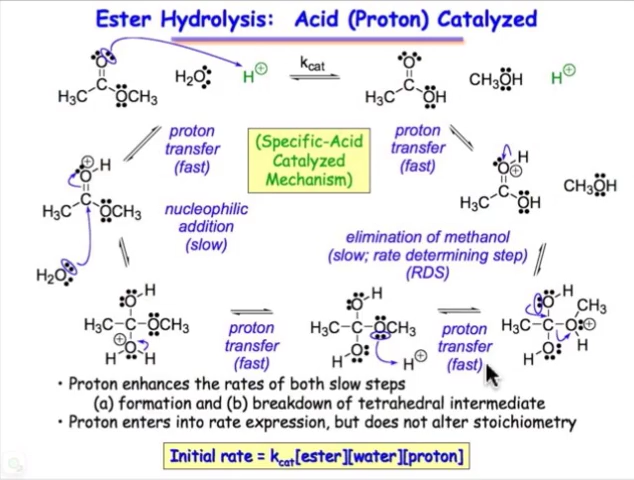 Ester Hydrolysis: Acid (Proton) Catalyzed
O H₂O H⊕ kcat O CH₃OH H⊕
H₃C C OCH₃ H₃C C OH
proton
transfer
(fast)
(Specific-Acid
Catalyzed
Mechanism)
proton
transfer
(fast)
⊕ H
O
C
H₃C OCH₃
H
O ⊕
C
H₃C OH
CH₃OH
nucleophilic
addition
(slow)
elimination of methanol
(slow; rate determining step)
(RDS)
H₂O
O H
H₃C–C–OCH₃
⊕ O
H H
proton
transfer
(fast)
O H
H₃C–C–OCH₃
H O H⊕
proton
transfer
(fast)
O H CH₃
H₃C–C–O ⊕
H O H
• Proton enhances the rates of both slow steps
(a) formation and (b) breakdown of tetrahedral intermediate
• Proton enters into rate expression, but does not alter stoichiometry
Initial rate = kcat[ester][water][proton]